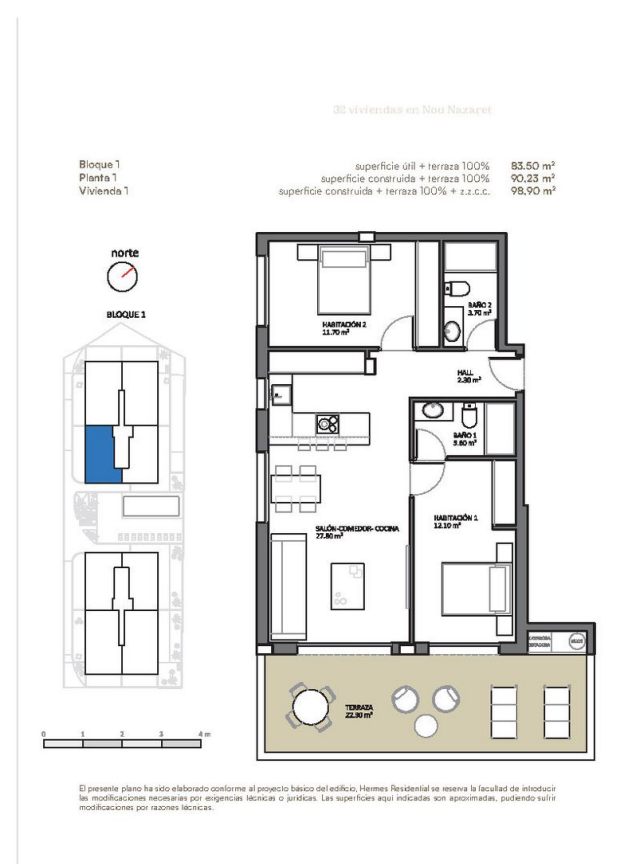 32 viviendas en Nou Nazaret
Bloque 1
Planta 1
Vivienda 1
superficie útil + terraza 100% 83.50 m²
superficie construida + terraza 100% 90,23 m²
superficie construida + terraza 100% + z.z.c.c. 98,90 m²
norte
BLOQUE 1
HABITACIÓN 2
11.70 m²
BAÑO 2
3.70 m²
HALL
2.30 m²
BAÑO 1
3.60 m²
HABITACIÓN 1
12.10 m²
SALÓN-COMEDOR- COCINA
27.80 m²
TERRAZA
22.30 m²
0 1 2 3 4 m
El presente plano ha sido elaborado conforme al proyecto básico del edificio, Hermes Residential se reserva la facultad de introducir
las modificaciones necesarias por exigencias técnicas o jurídicas. Las superficies aquí indicadas son aproximadas, pudiendo sufrir
modificaciones por razones técnicas.